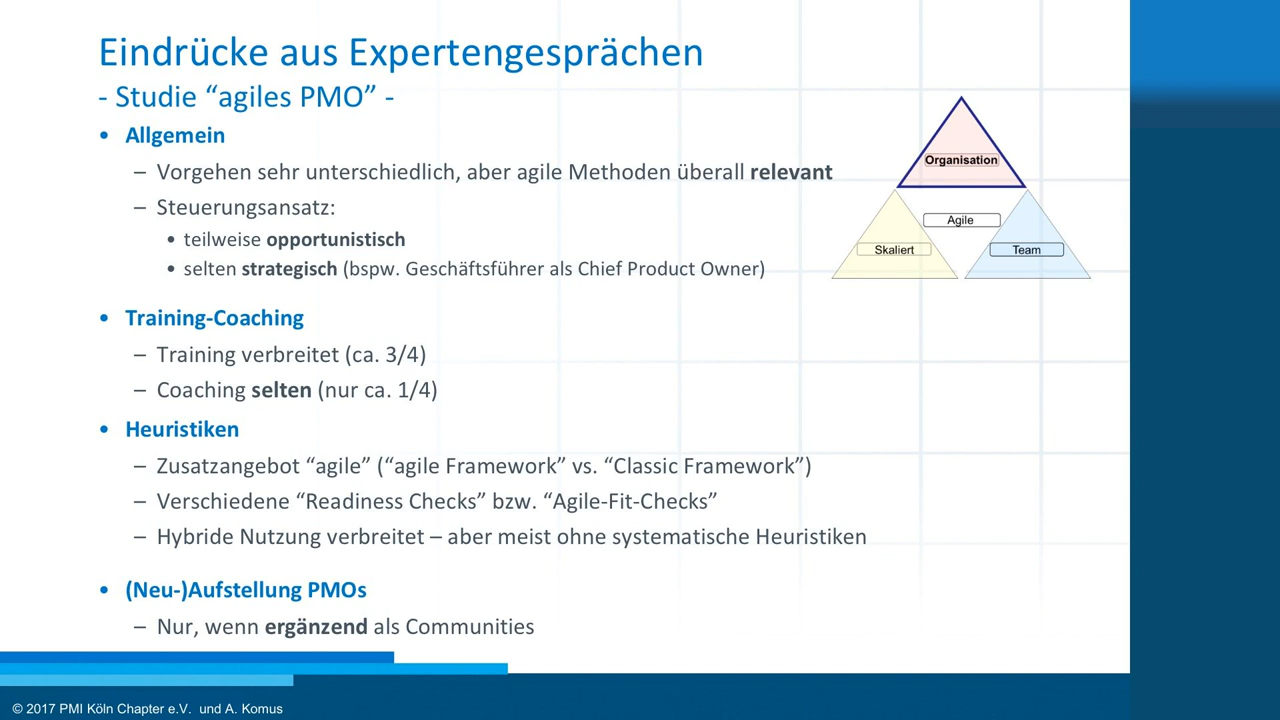 Eindrücke aus Expertengesprächen
- Studie “agiles PMO” -
• Allgemein
– Vorgehen sehr unterschiedlich, aber agile Methoden überall relevant
– Steuerungsansatz:
• teilweise opportunistisch
• selten strategisch (bspw. Geschäftsführer als Chief Product Owner)
• Training-Coaching
– Training verbreitet (ca. 3/4)
– Coaching selten (nur ca. 1/4)
• Heuristiken
– Zusatzangebot “agile” (“agile Framework” vs. “Classic Framework”)
– Verschiedene “Readiness Checks” bzw. “Agile-Fit-Checks”
– Hybride Nutzung verbreitet – aber meist ohne systematische Heuristiken
• (Neu-)Aufstellung PMOs
– Nur, wenn ergänzend als Communities
Organisation
Agile
Skaliert
Team
© 2017 PMI Köln Chapter e.V. und A. Komus